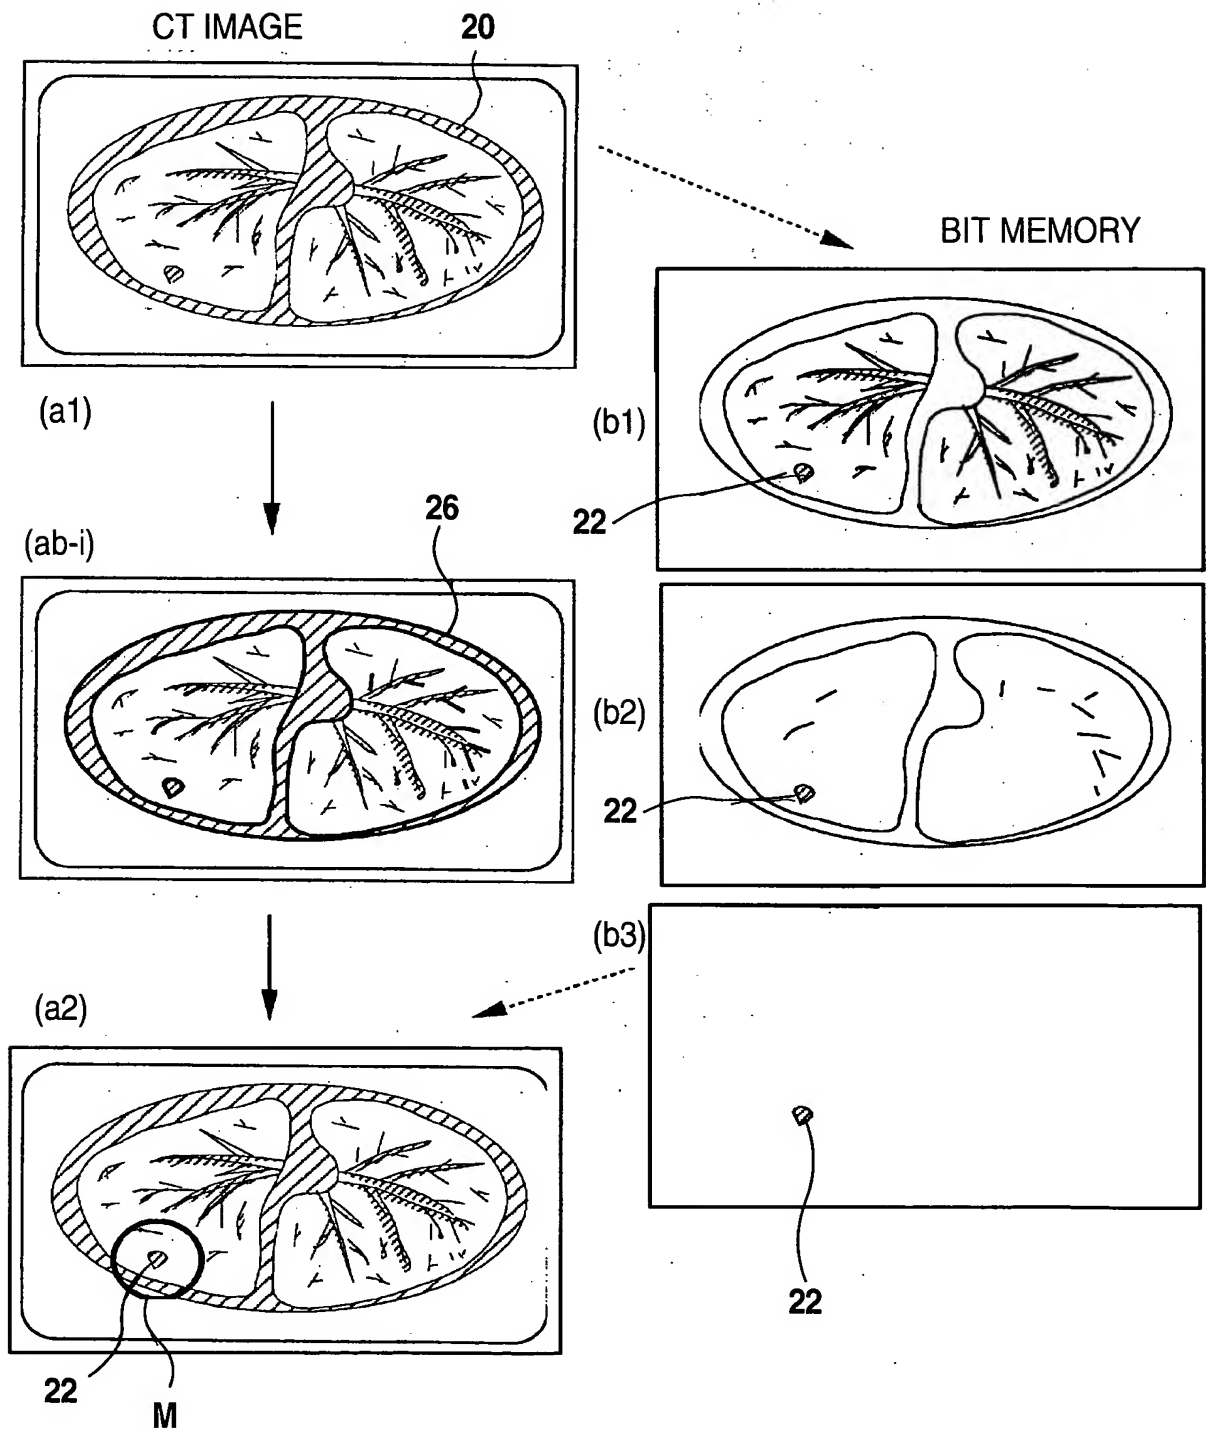 CT IMAGE
20
BIT MEMORY
(a1)
(b1)
22
(ab-i)
26
(b2)
22
(b3)
(a2)
22
22
M